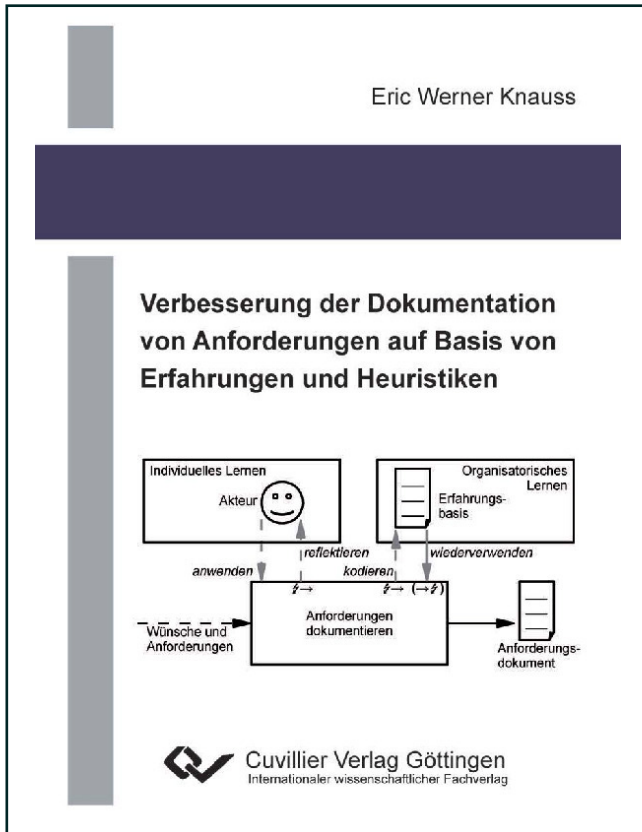 Eric Werner Knauss
Verbesserung der Dokumentation
von Anforderungen auf Basis von
Erfahrungen und Heuristiken
Individuelles Lernen
Akteur
Organisatorisches
Lernen
Erfahrungs-
basis
anwenden
reflektieren
kodieren
wiederverwenden
Wünsche und
Anforderungen
Anforderungen
dokumentieren
Anforderungs-
dokument
Cuvillier Verlag Göttingen
Internationaler wissenschaftlicher Fachverlag